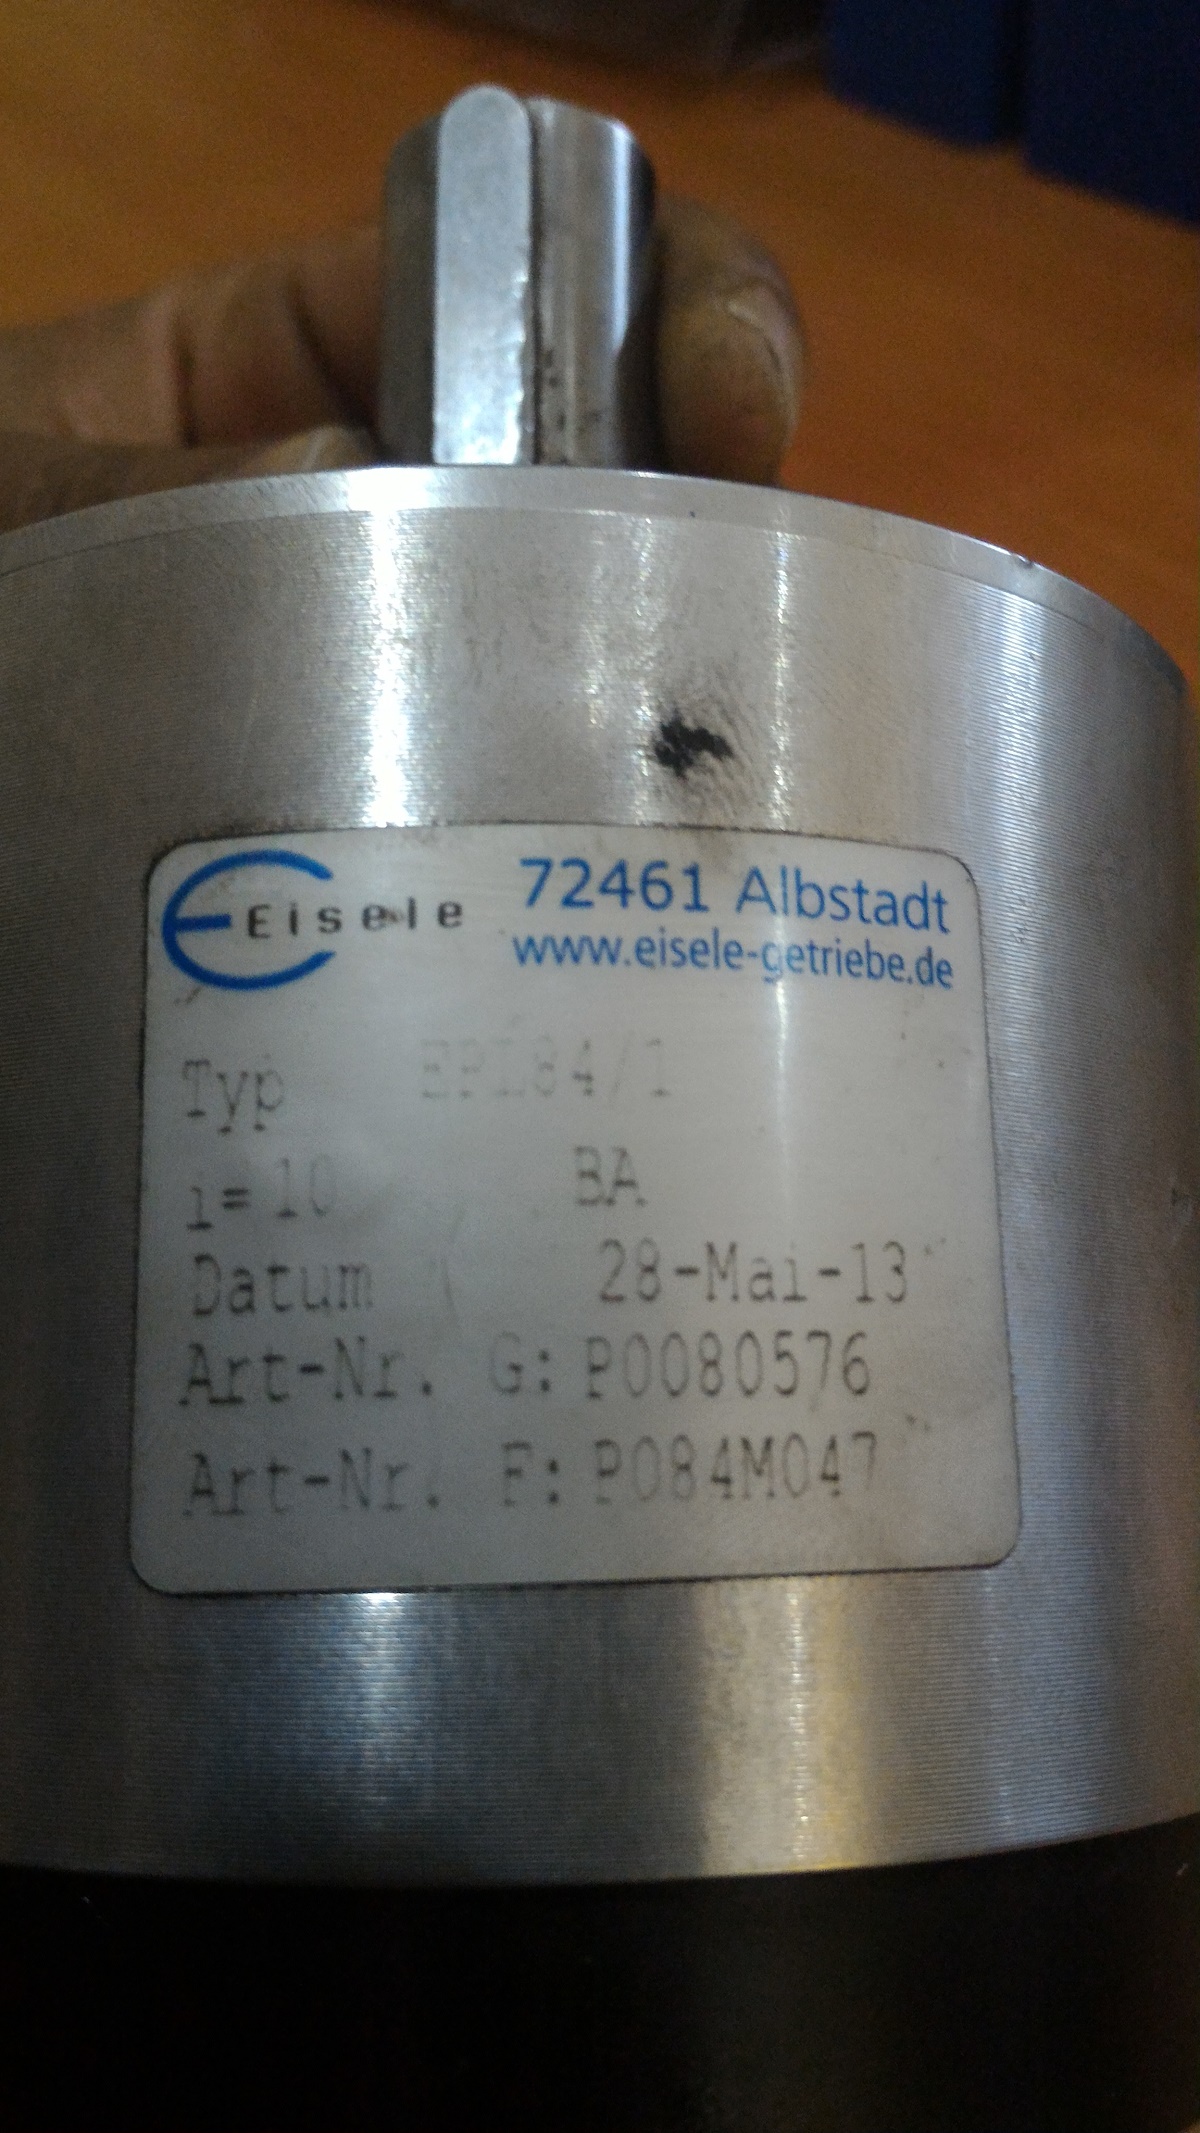 Eisele 72461 Albstadt
www.eisele-getriebe.de
Typ EPL84/1
i= 10 BA
Datum 28-Mai-13
Art-Nr. G: P0080576
Art-Nr. F: P084M047